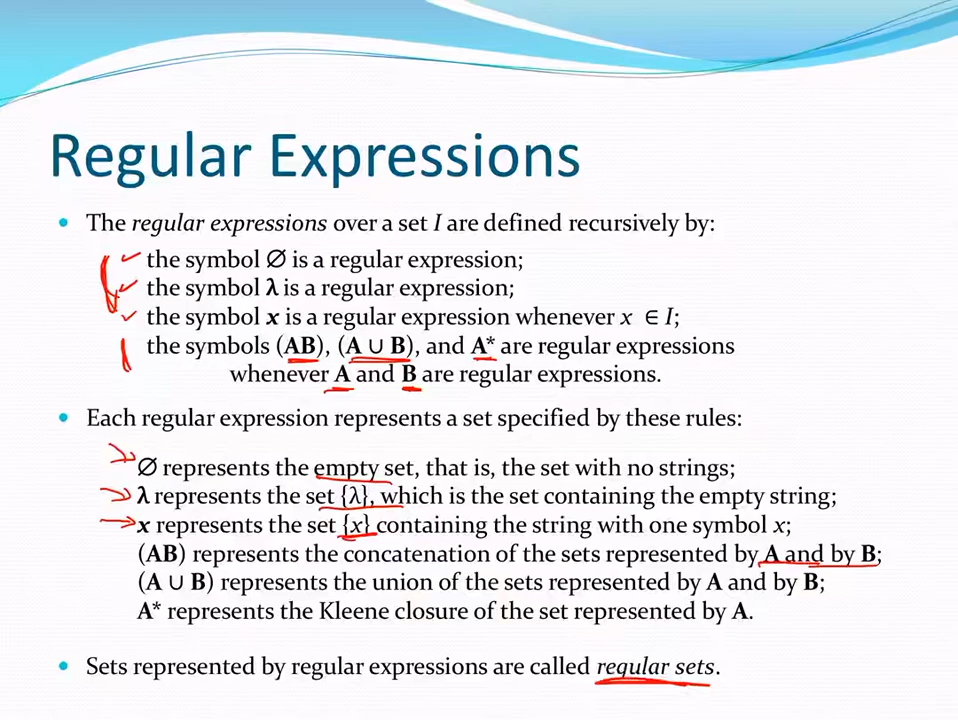 Regular Expressions
• The regular expressions over a set I are defined recursively by:
the symbol ∅ is a regular expression;
the symbol λ is a regular expression;
the symbol x is a regular expression whenever x ∈ I;
the symbols (AB), (A ∪ B), and A* are regular expressions
whenever A and B are regular expressions.
• Each regular expression represents a set specified by these rules:
∅ represents the empty set, that is, the set with no strings;
λ represents the set {λ}, which is the set containing the empty string;
x represents the set {x} containing the string with one symbol x;
(AB) represents the concatenation of the sets represented by A and by B;
(A ∪ B) represents the union of the sets represented by A and by B;
A* represents the Kleene closure of the set represented by A.
• Sets represented by regular expressions are called regular sets.